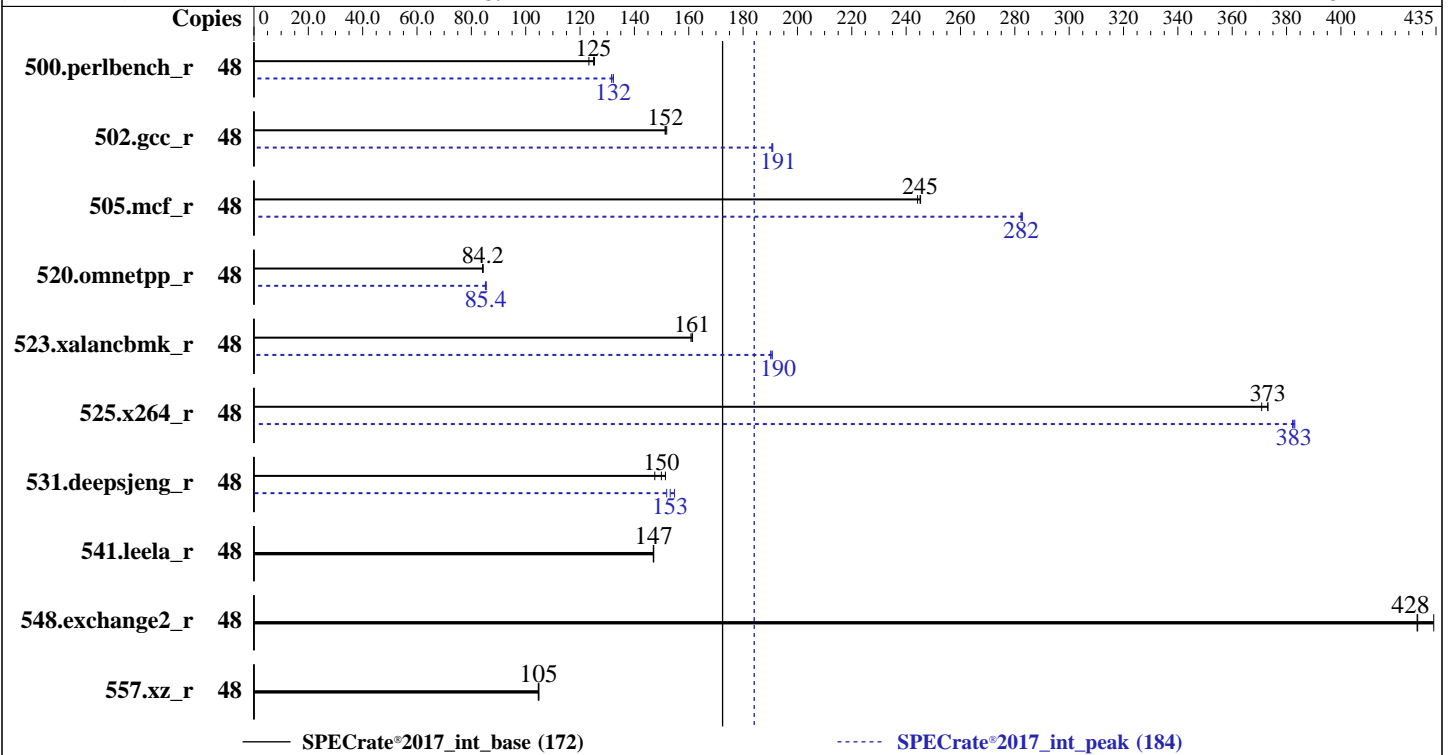 Copies 0 20.0 40.0 60.0 80.0 100 120 140 160 180 200 220 240 260 280 300 320 340 360 380 400 435
500.perlbench_r 48 125
132
502.gcc_r 48 152
191
505.mcf_r 48 245
282
520.omnetpp_r 48 84.2
85.4
523.xalancbmk_r 48 161
190
525.x264_r 48 373
383
531.deepsjeng_r 48 150
153
541.leela_r 48 147
548.exchange2_r 48 428
557.xz_r 48 105
SPECrate®2017_int_base (172) SPECrate®2017_int_peak (184)